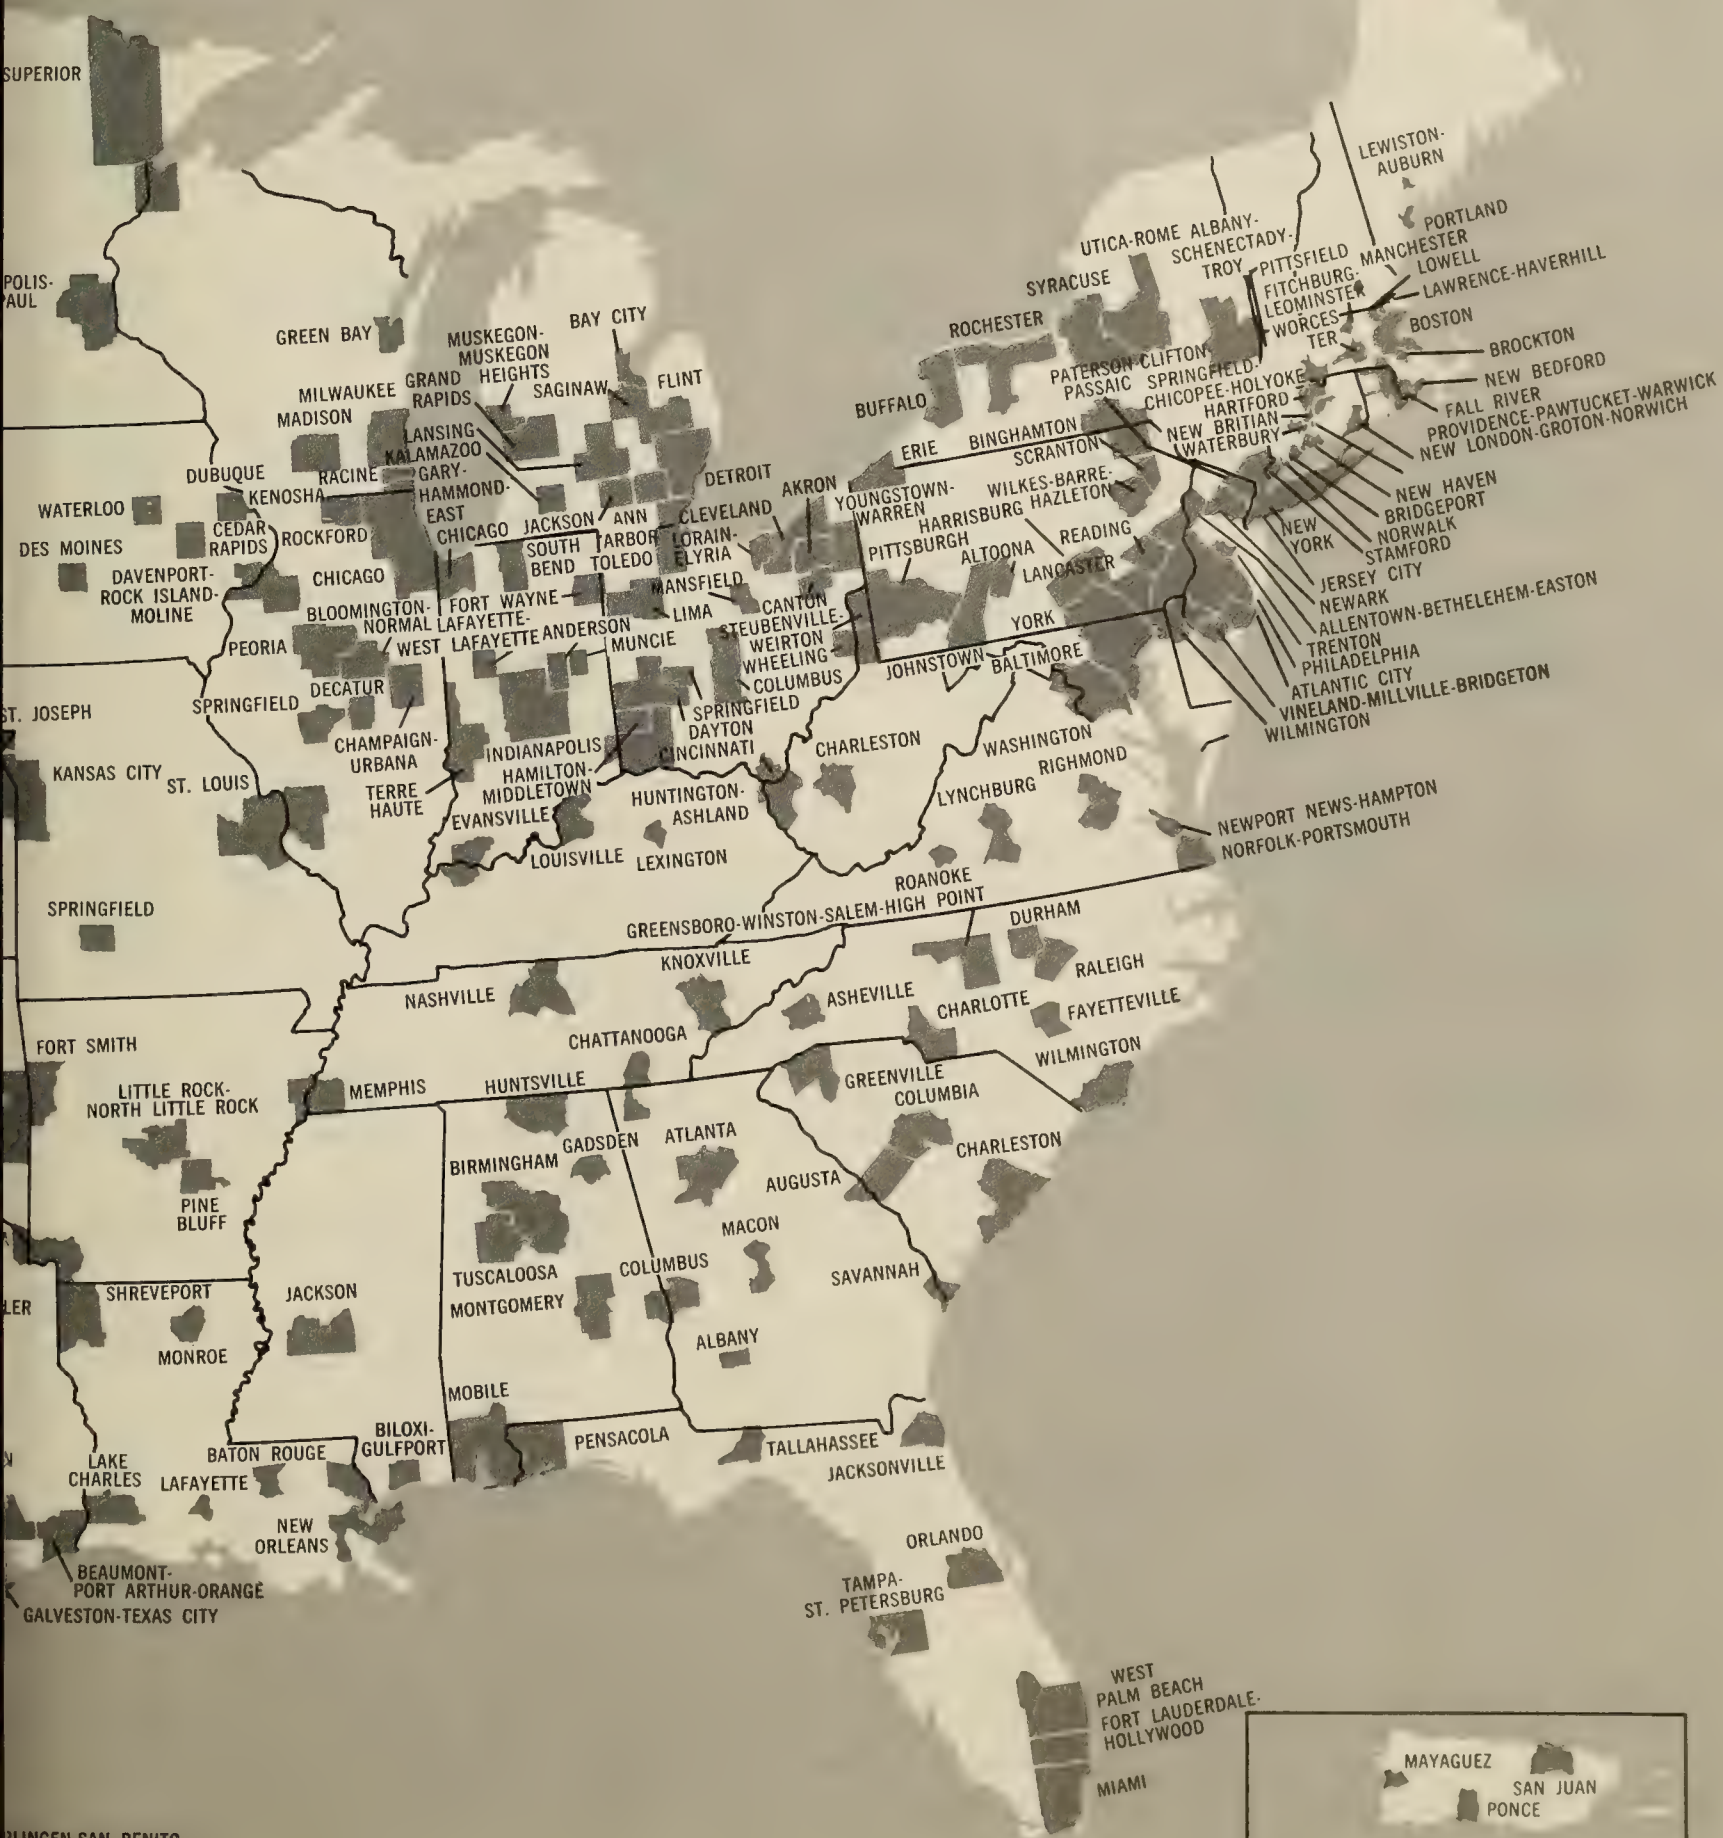 SUPERIOR
POLIS-
PAUL
GREEN BAY
MUSKEGON-
MUSKEGON
HEIGHTS
BAY CITY
MILWAUKEE
GRAND
RAPIDS
SAGINAW
FLINT
MADISON
LANSING
KALAMAZOO
DUBUQUE
RACINE
GARY-
HAMMOND-
EAST
CHICAGO
KENOSHA
DETROIT
WATERLOO
CEDAR
RAPIDS
ROCKFORD
JACKSON
ANN
ARBOR
CLEVELAND
AKRON
DES MOINES
SOUTH
BEND
TOLEDO
LORAIN-
ELYRIA
DAVENPORT-
ROCK ISLAND-
MOLINE
CHICAGO
MANSFIELD
BLOOMINGTON-
NORMAL
FORT WAYNE
LIMA
CANTON
LAFAYETTE-
WEST LAFAYETTE
ANDERSON
MUNCIE
STEUBENVILLE-
WEIRTON
WHEELING
PEORIA
COLUMBUS
DECATUR
SPRINGFIELD
SPRINGFIELD
DAYTON
CINCINNATI
CHAMPAIGN-
URBANA
INDIANAPOLIS
HAMILTON-
MIDDLETOWN
TERRE
HAUTE
ST. JOSEPH
KANSAS CITY
ST. LOUIS
EVANSVILLE
HUNTINGTON-
ASHLAND
CHARLESTON
LOUISVILLE
LEXINGTON
LEWISTON-
AUBURN
PORTLAND
UTICA-ROME
ALBANY-
SCHENECTADY-
TROY
PITTSFIELD
MANCHESTER
FITCHBURG-
LEOMINSTER
LOWELL
LAWRENCE-HAVERHILL
SYRACUSE
WORCES
TER
BOSTON
ROCHESTER
BROCKTON
PATERSON-CLIFTON-
PASSAIC
SPRINGFIELD-
CHICOPEE-HOLYOKE
NEW BEDFORD
BUFFALO
HARTFORD
FALL RIVER
ERIE
BINGHAMTON
NEW BRITIAN
PROVIDENCE-PAWTUCKET-WARWICK
SCRANTON
WATERBURY
NEW LONDON-GROTON-NORWICH
YOUNGSTOWN-
WARREN
WILKES-BARRE-
HAZLETON
NEW HAVEN
HARRISBURG
BRIDGEPORT
NORWALK
PITTSBURGH
READING
NEW
YORK
STAMFORD
ALTOONA
LANCASTER
JERSEY CITY
NEWARK
ALLENTOWN-BETHELEHEM-EASTON
YORK
TRENTON
PHILADELPHIA
JOHNSTOWN
BALTIMORE
ATLANTIC CITY
VINELAND-MILLVILLE-BRIDGETON
WILMINGTON
WASHINGTON
RICHMOND
LYNCHBURG
NEWPORT NEWS-HAMPTON
NORFOLK-PORTSMOUTH
ROANOKE
SPRINGFIELD
GREENSBORO-WINSTON-SALEM-HIGH POINT
DURHAM
KNOXVILLE
RALEIGH
NASHVILLE
ASHEVILLE
CHARLOTTE
FAYETTEVILLE
CHATTANOOGA
WILMINGTON
FORT SMITH
LITTLE ROCK-
NORTH LITTLE ROCK
MEMPHIS
HUNTSVILLE
GREENVILLE
COLUMBIA
GADSDEN
ATLANTA
CHARLESTON
BIRMINGHAM
AUGUSTA
PINE
BLUFF
MACON
TUSCALOOSA
COLUMBUS
SAVANNAH
LER
SHREVEPORT
JACKSON
MONTGOMERY
MONROE
ALBANY
MOBILE
BILOXI-
GULFPORT
PENSACOLA
TALLAHASSEE
JACKSONVILLE
N
LAKE
CHARLES
BATON ROUGE
LAFAYETTE
NEW
ORLEANS
BEAUMONT-
PORT ARTHUR-ORANGE
GALVESTON-TEXAS CITY
ORLANDO
TAMPA-
ST. PETERSBURG
WEST
PALM BEACH
FORT LAUDERDALE-
HOLLYWOOD
MIAMI
MAYAGUEZ
SAN JUAN
PONCE